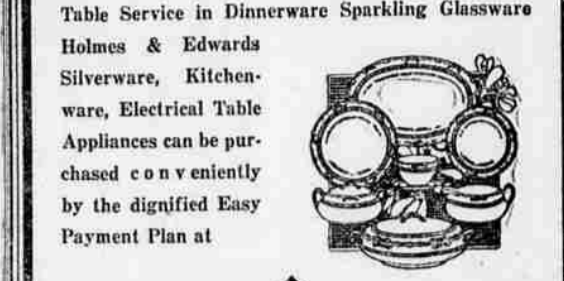 Table Service in Dinnerware Sparkling Glassware
Holmes & Edwards
Silverware, Kitchen-
ware, Electrical Table
Appliances can be pur-
chased c o n v eniently
by the dignified Easy
Payment Plan at